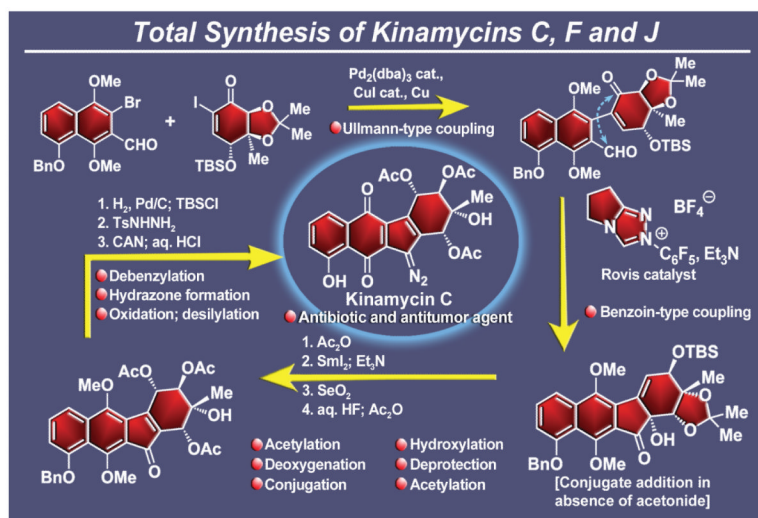 Total Synthesis of Kinamycins C, F and J
OMe
Br
CHO
BnO
OMe
+
I
O
O
O
Me
Me
Me
TBSO
Pd2(dba)3 cat.,
CuI cat., Cu
Ullmann-type coupling
OMe
O
O
O
Me
Me
Me
OTBS
CHO
BnO
OMe
1. H2, Pd/C; TBSCl
2. TsNHNH2
3. CAN; aq. HCl
Debenzylation
Hydrazone formation
Oxidation; desilylation
AcO
AcO
Me
OH
OAc
O
OH
O
N2
Kinamycin C
Antibiotic and antitumor agent
N
N
N
⊕
BF4⊖
C6F5, Et3N
Rovis catalyst
Benzoin-type coupling
1. Ac2O
2. SmI2; Et3N
3. SeO2
4. aq. HF; Ac2O
Acetylation
Deoxygenation
Conjugation
Hydroxylation
Deprotection
Acetylation
AcO
OAc
MeO
Me
OH
OAc
O
BnO
OMe
OTBS
OMe
Me
O
O
Me
Me
OH
O
BnO
OMe
[Conjugate addition in
absence of acetonide]